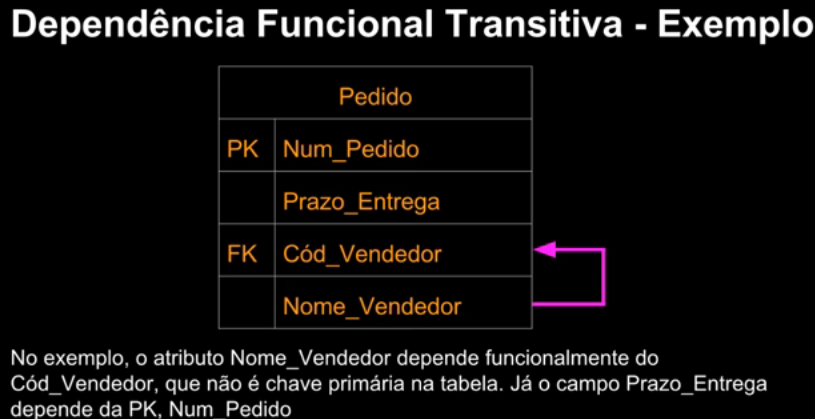 Dependência Funcional Transitiva - Exemplo
Pedido
PK Num_Pedido
Prazo_Entrega
FK Cód_Vendedor
Nome_Vendedor
No exemplo, o atributo Nome_Vendedor depende funcionalmente do
Cód_Vendedor, que não é chave primária na tabela. Já o campo Prazo_Entrega
depende da PK, Num_Pedido